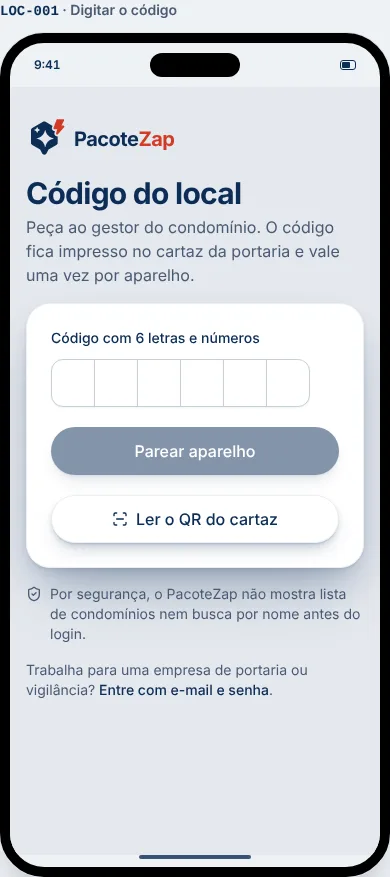 LOC-001 · Digitar o código
9:41
PacoteZap
Código do local
Peça ao gestor do condomínio. O código
fica impresso no cartaz da portaria e vale
uma vez por aparelho.
Código com 6 letras e números
Parear aparelho
Ler o QR do cartaz
Por segurança, o PacoteZap não mostra lista
de condomínios nem busca por nome antes do
login.
Trabalha para uma empresa de portaria ou
vigilância? Entre com e-mail e senha.